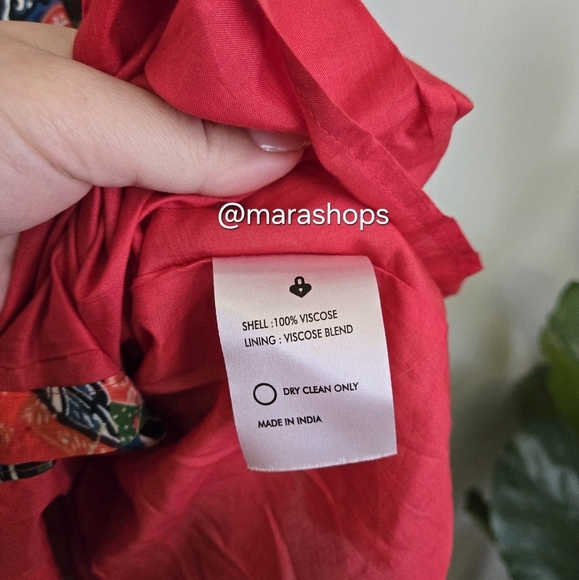 @marashops
SHELL :100% VISCOSE
LINING : VISCOSE BLEND
DRY CLEAN ONLY
MADE IN INDIA